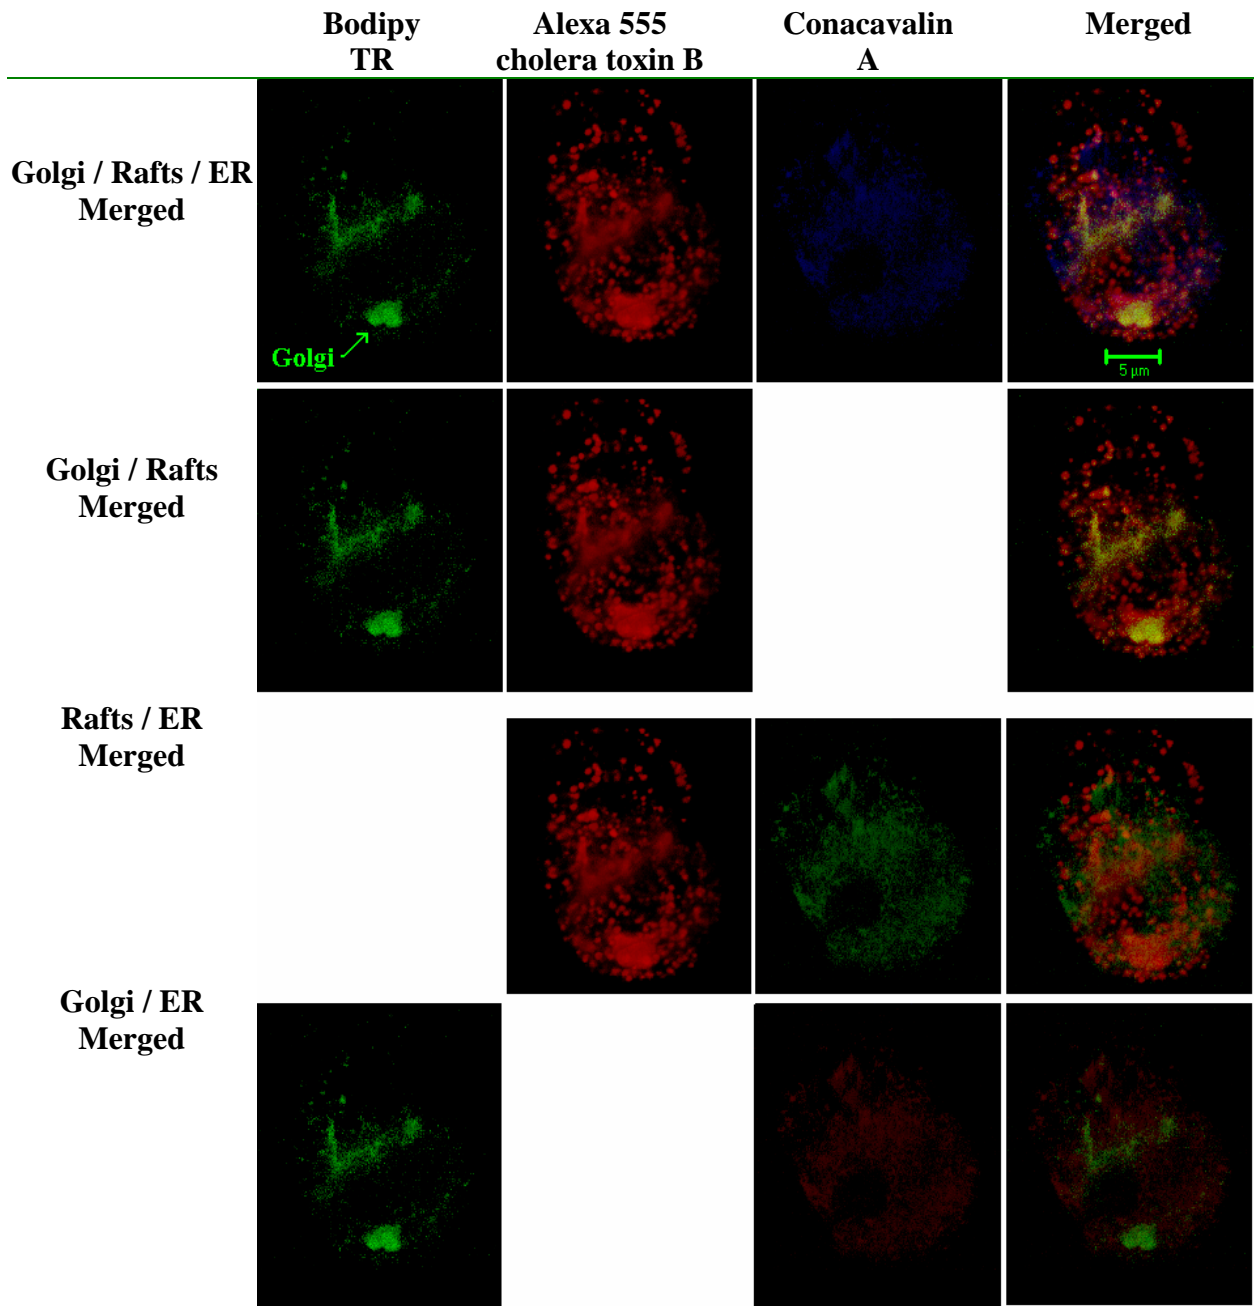 Bodipy TR
Alexa 555 cholera toxin B
Conacavalin A
Merged
Golgi / Rafts / ER
Merged
Golgi
5 µm
Golgi / Rafts
Merged
Rafts / ER
Merged
Golgi / ER
Merged